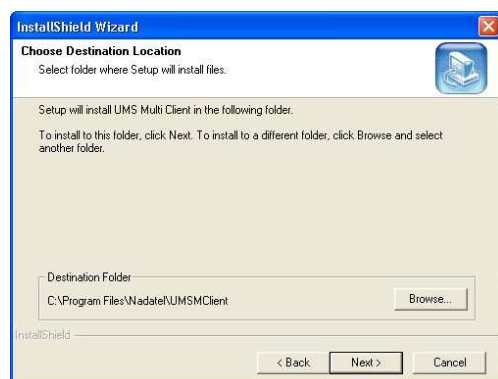 InstallShield Wizard
Choose Destination Location
Select folder where Setup will install files.
Setup will install UMS Multi Client in the following folder.
To install to this folder, click Next. To install to a different folder, click Browse and select
another folder.
Destination Folder
C:\Program Files\Nadatel\UMSMClient
Browse...
InstallShield
< Back
Next >
Cancel